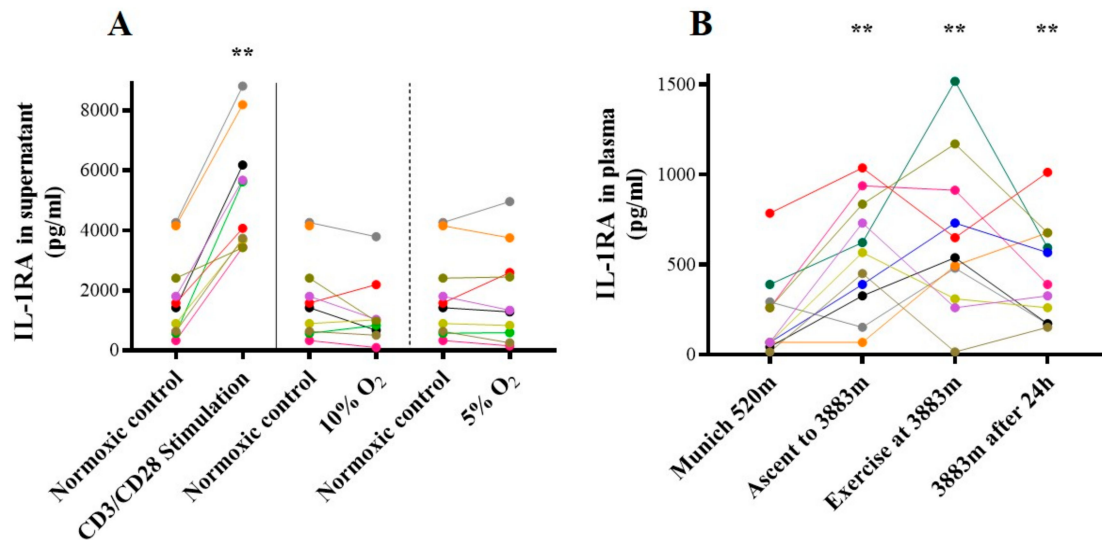 A
B
**
** ** **
IL-1RA in supernatant
(pg/ml)
8000
6000
4000
2000
0
Normoxic control
CD3/CD28 Stimulation
Normoxic control
10% O₂
Normoxic control
5% O₂
IL-1RA in plasma
(pg/ml)
1500
1000
500
0
Munich 520m
Ascent to 3883m
Exercise at 3883m
3883m after 24h